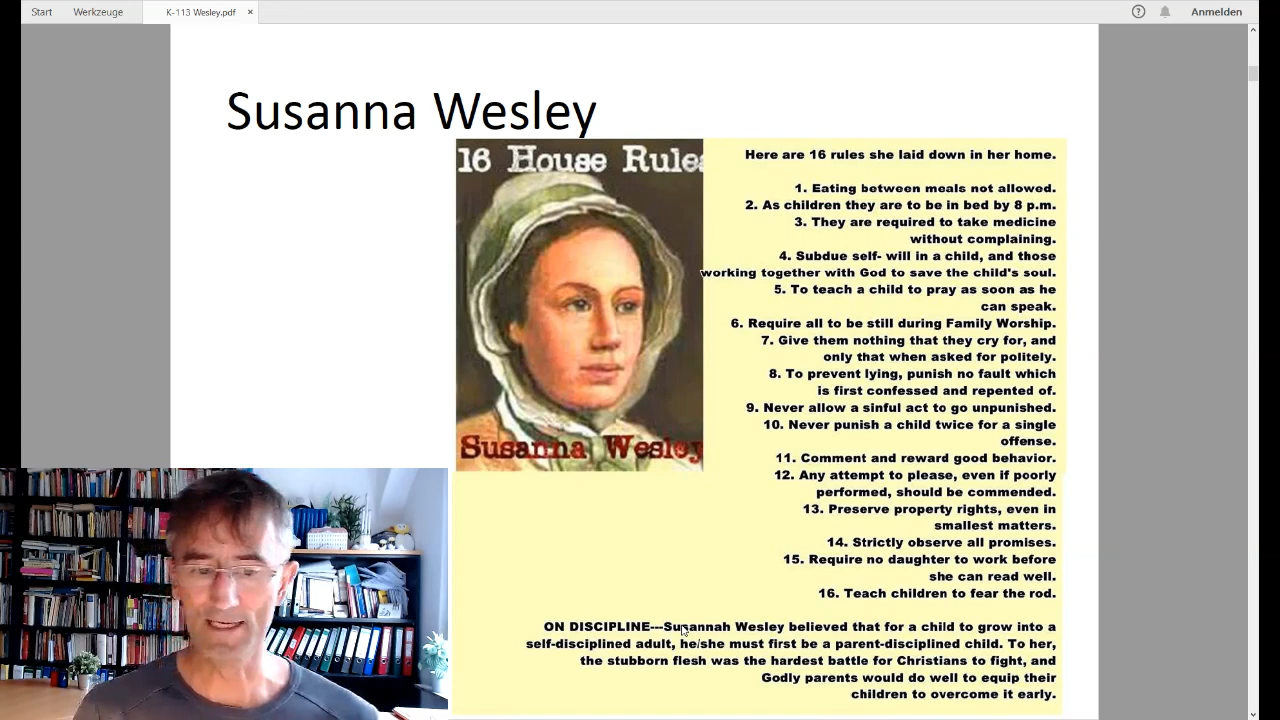 Start Werkzeuge K-113 Wesley.pdf × ? Anmelden
Susanna Wesley
16 House Rules
Susanna Wesley
Here are 16 rules she laid down in her home.
1. Eating between meals not allowed.
2. As children they are to be in bed by 8 p.m.
3. They are required to take medicine
without complaining.
4. Subdue self- will in a child, and those
working together with God to save the child's soul.
5. To teach a child to pray as soon as he
can speak.
6. Require all to be still during Family Worship.
7. Give them nothing that they cry for, and
only that when asked for politely.
8. To prevent lying, punish no fault which
is first confessed and repented of.
9. Never allow a sinful act to go unpunished.
10. Never punish a child twice for a single
offense.
11. Comment and reward good behavior.
12. Any attempt to please, even if poorly
performed, should be commended.
13. Preserve property rights, even in
smallest matters.
14. Strictly observe all promises.
15. Require no daughter to work before
she can read well.
16. Teach children to fear the rod.
ON DISCIPLINE---Susannah Wesley believed that for a child to grow into a
self-disciplined adult, he/she must first be a parent-disciplined child. To her,
the stubborn flesh was the hardest battle for Christians to fight, and
Godly parents would do well to equip their
children to overcome it early.